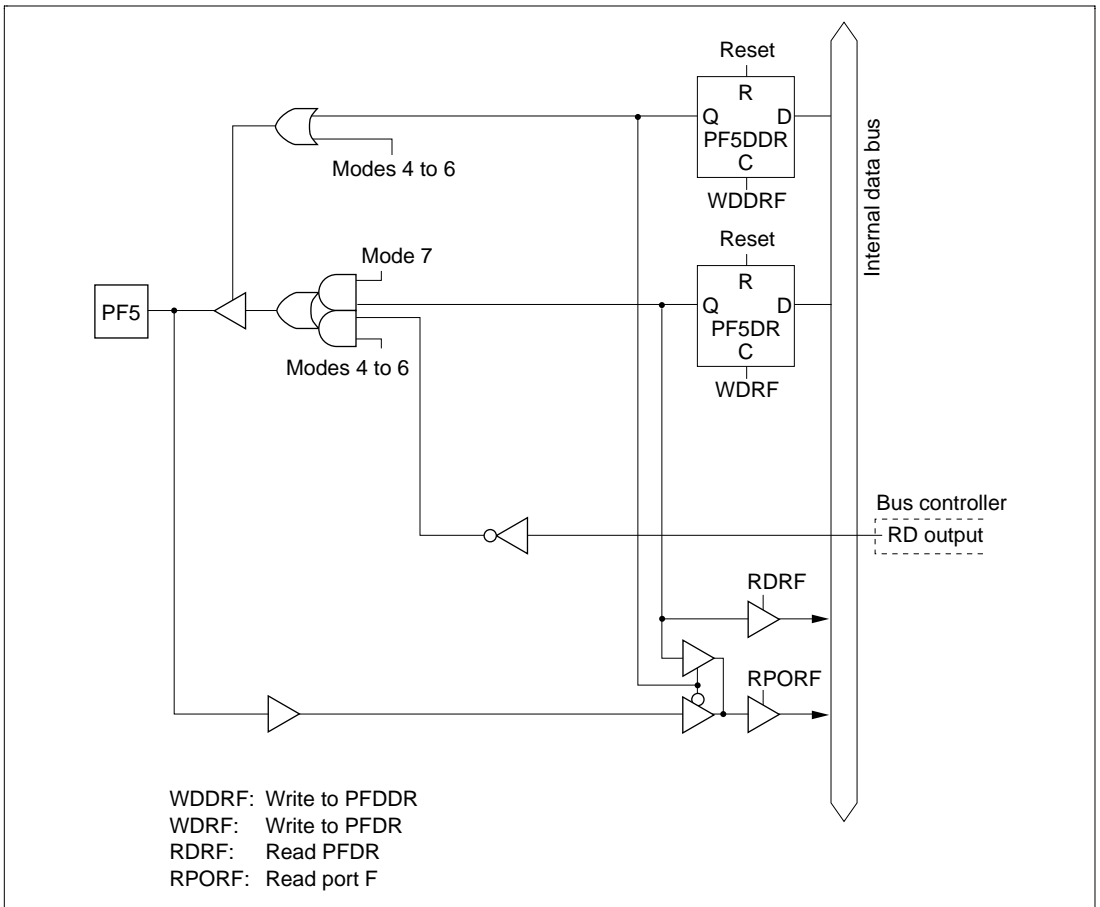 Reset
R
Q D
PF5DDR
C
WDDRF
Modes 4 to 6
Internal data bus
Reset
Mode 7
R
Q D
PF5DR
C
WDRF
PF5
Modes 4 to 6
Bus controller
RD output
RDRF
RPORF
WDDRF: Write to PFDDR
WDRF: Write to PFDR
RDRF: Read PFDR
RPORF: Read port F